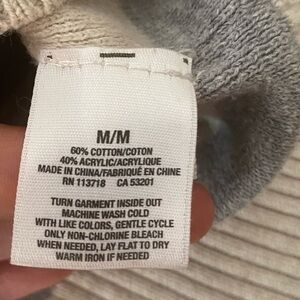 M/M
60% COTTON/COTON
40% ACRYLIC/ACRYLIQUE
MADE IN CHINA/FABRIQUÉ EN CHINE
RN 113718 CA 53201
TURN GARMENT INSIDE OUT
MACHINE WASH COLD
WITH LIKE COLORS, GENTLE CYCLE
ONLY NON-CHLORINE BLEACH
WHEN NEEDED, LAY FLAT TO DRY
WARM IRON IF NEEDED